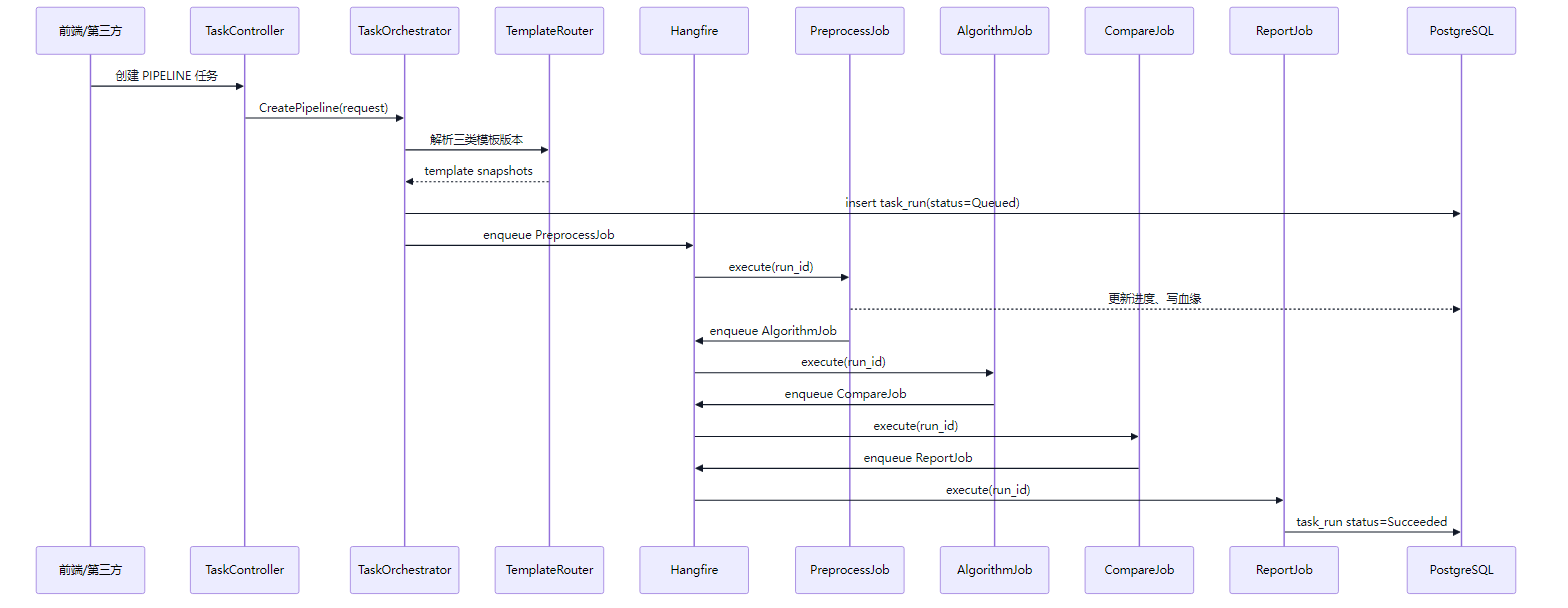 前端/第三方
TaskController
TaskOrchestrator
TemplateRouter
Hangfire
PreprocessJob
AlgorithmJob
CompareJob
ReportJob
PostgreSQL
创建 PIPELINE 任务
CreatePipeline(request)
解析三类模板版本
template snapshots
insert task_run(status=Queued)
enqueue PreprocessJob
execute(run_id)
更新进度、写血缘
enqueue AlgorithmJob
execute(run_id)
enqueue CompareJob
execute(run_id)
enqueue ReportJob
execute(run_id)
task_run status=Succeeded
前端/第三方
TaskController
TaskOrchestrator
TemplateRouter
Hangfire
PreprocessJob
AlgorithmJob
CompareJob
ReportJob
PostgreSQL